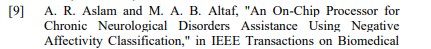 [9] A. R. Aslam and M. A. B. Altaf, "An On-Chip Processor for
Chronic Neurological Disorders Assistance Using Negative
Affectivity Classification," in IEEE Transactions on Biomedical